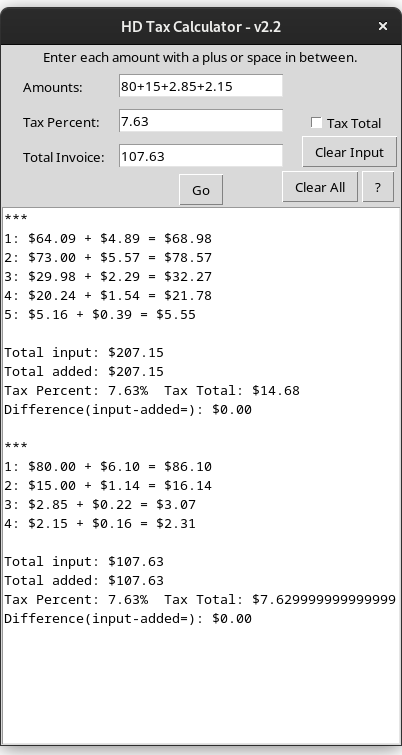 HD Tax Calculator - v2.2
×
Enter each amount with a plus or space in between.
Amounts: 80+15+2.85+2.15
Tax Percent: 7.63
Tax Total
Total Invoice: 107.63
Clear Input
Go
Clear All
?
***
1: $64.09 + $4.89 = $68.98
2: $73.00 + $5.57 = $78.57
3: $29.98 + $2.29 = $32.27
4: $20.24 + $1.54 = $21.78
5: $5.16 + $0.39 = $5.55
Total input: $207.15
Total added: $207.15
Tax Percent: 7.63%  Tax Total: $14.68
Difference(input-added=): $0.00
***
1: $80.00 + $6.10 = $86.10
2: $15.00 + $1.14 = $16.14
3: $2.85 + $0.22 = $3.07
4: $2.15 + $0.16 = $2.31
Total input: $107.63
Total added: $107.63
Tax Percent: 7.63%  Tax Total: $7.629999999999999
Difference(input-added=): $0.00